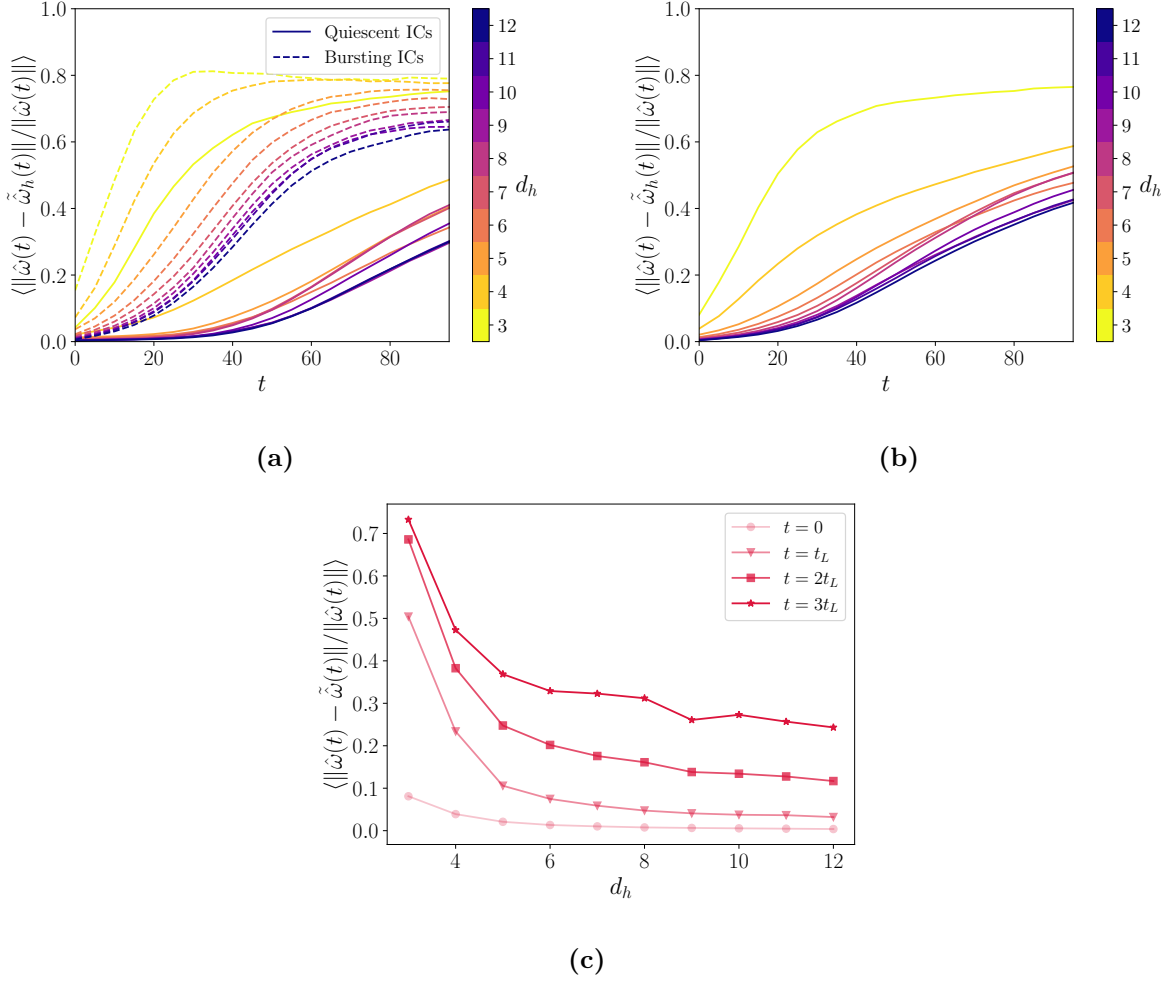 1.0
0.8
0.6
0.4
0.2
0.0
0 20 40 60 80
t
⟨||ω̂(t) − ω̃̂_h(t)||/||ω̂(t)||⟩
Quiescent ICs
Bursting ICs
12
11
10
9
8
7
6
5
4
3
d_h
(a)
1.0
0.8
0.6
0.4
0.2
0.0
0 20 40 60 80
t
⟨||ω̂(t) − ω̃̂_h(t)||/||ω̂(t)||⟩
12
11
10
9
8
7
6
5
4
3
d_h
(b)
0.7
0.6
0.5
0.4
0.3
0.2
0.1
0.0
4 6 8 10 12
d_h
⟨||ω̂(t) − ω̃̂(t)||/||ω̂(t)||⟩
t = 0
t = t_L
t = 2t_L
t = 3t_L
(c)